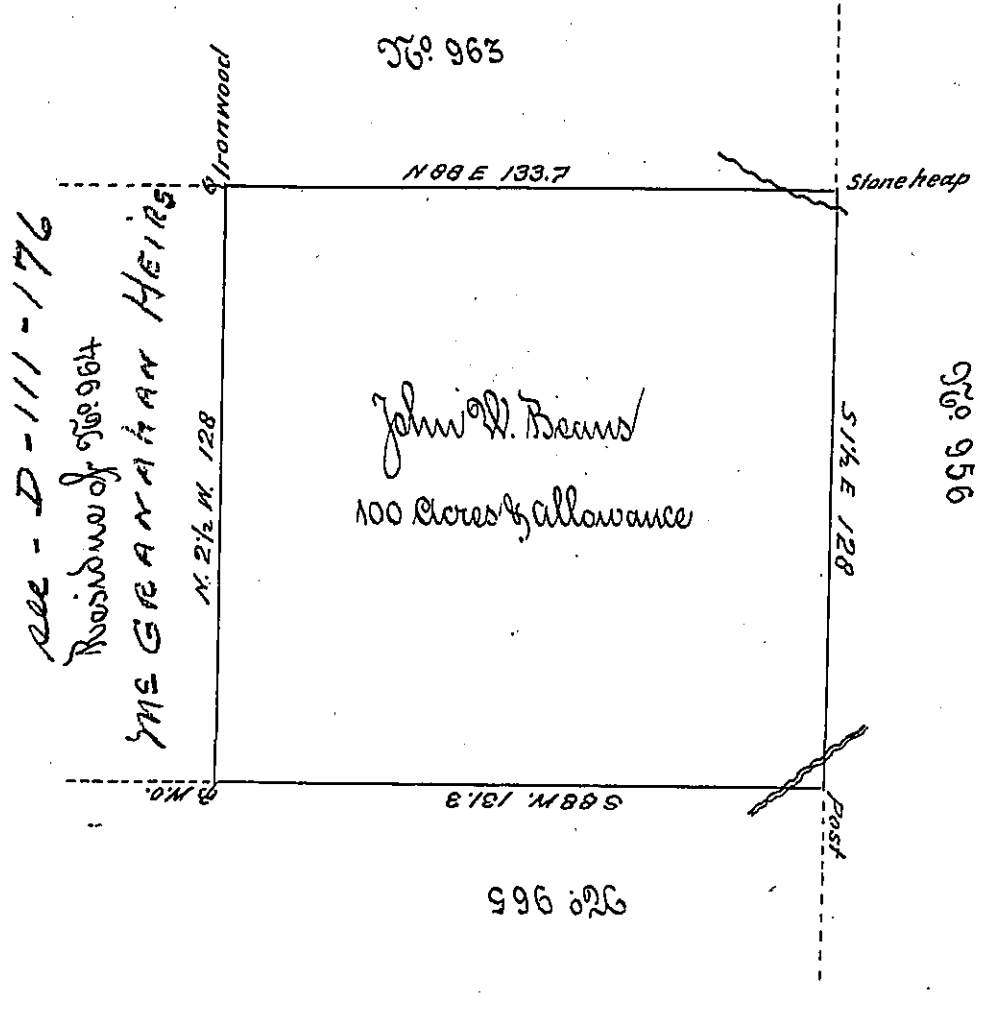 No. 963
Ironwood
N 88 E 133.7
Stone heap
see - D-111-176
Residue of No. 964
McGRANAHAN HEIRS
N. 2½ W. 128
John W. Beans
100 Acres & allowance
S 1½ E 128
No. 956
W.O.
S 88 W. 131.3
Post
No. 965